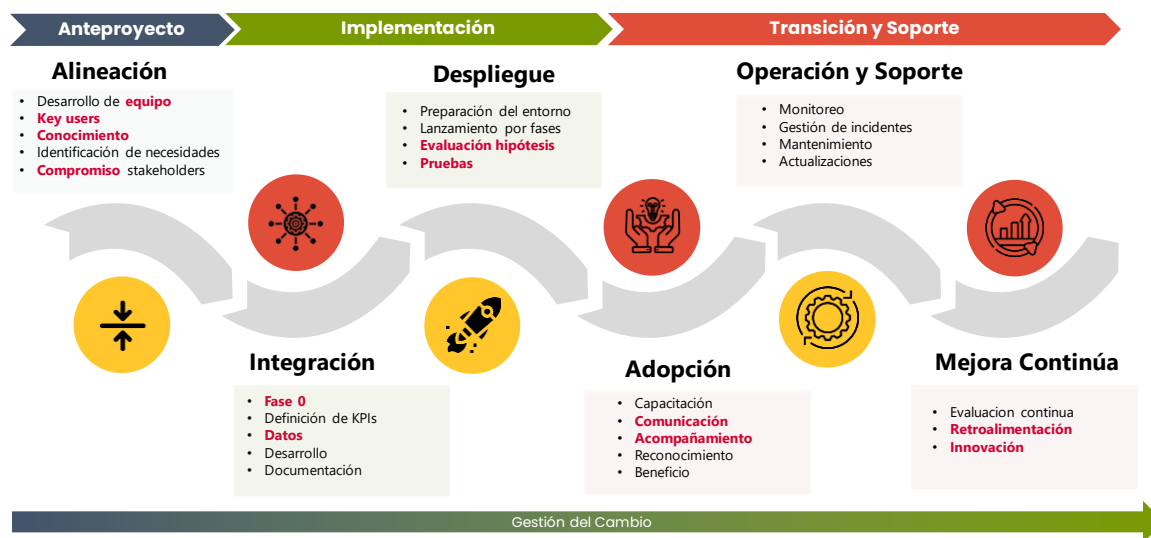 Anteproyecto
Implementación
Transición y Soporte
Alineación
• Desarrollo de equipo
• Key users
• Conocimiento
• Identificación de necesidades
• Compromiso stakeholders
Despliegue
• Preparación del entorno
• Lanzamiento por fases
• Evaluación hipótesis
• Pruebas
Operación y Soporte
• Monitoreo
• Gestión de incidentes
• Mantenimiento
• Actualizaciones
Integración
• Fase 0
• Definición de KPIs
• Datos
• Desarrollo
• Documentación
Adopción
• Capacitación
• Comunicación
• Acompañamiento
• Reconocimiento
• Beneficio
Mejora Continúa
• Evaluacion continua
• Retroalimentación
• Innovación
Gestión del Cambio